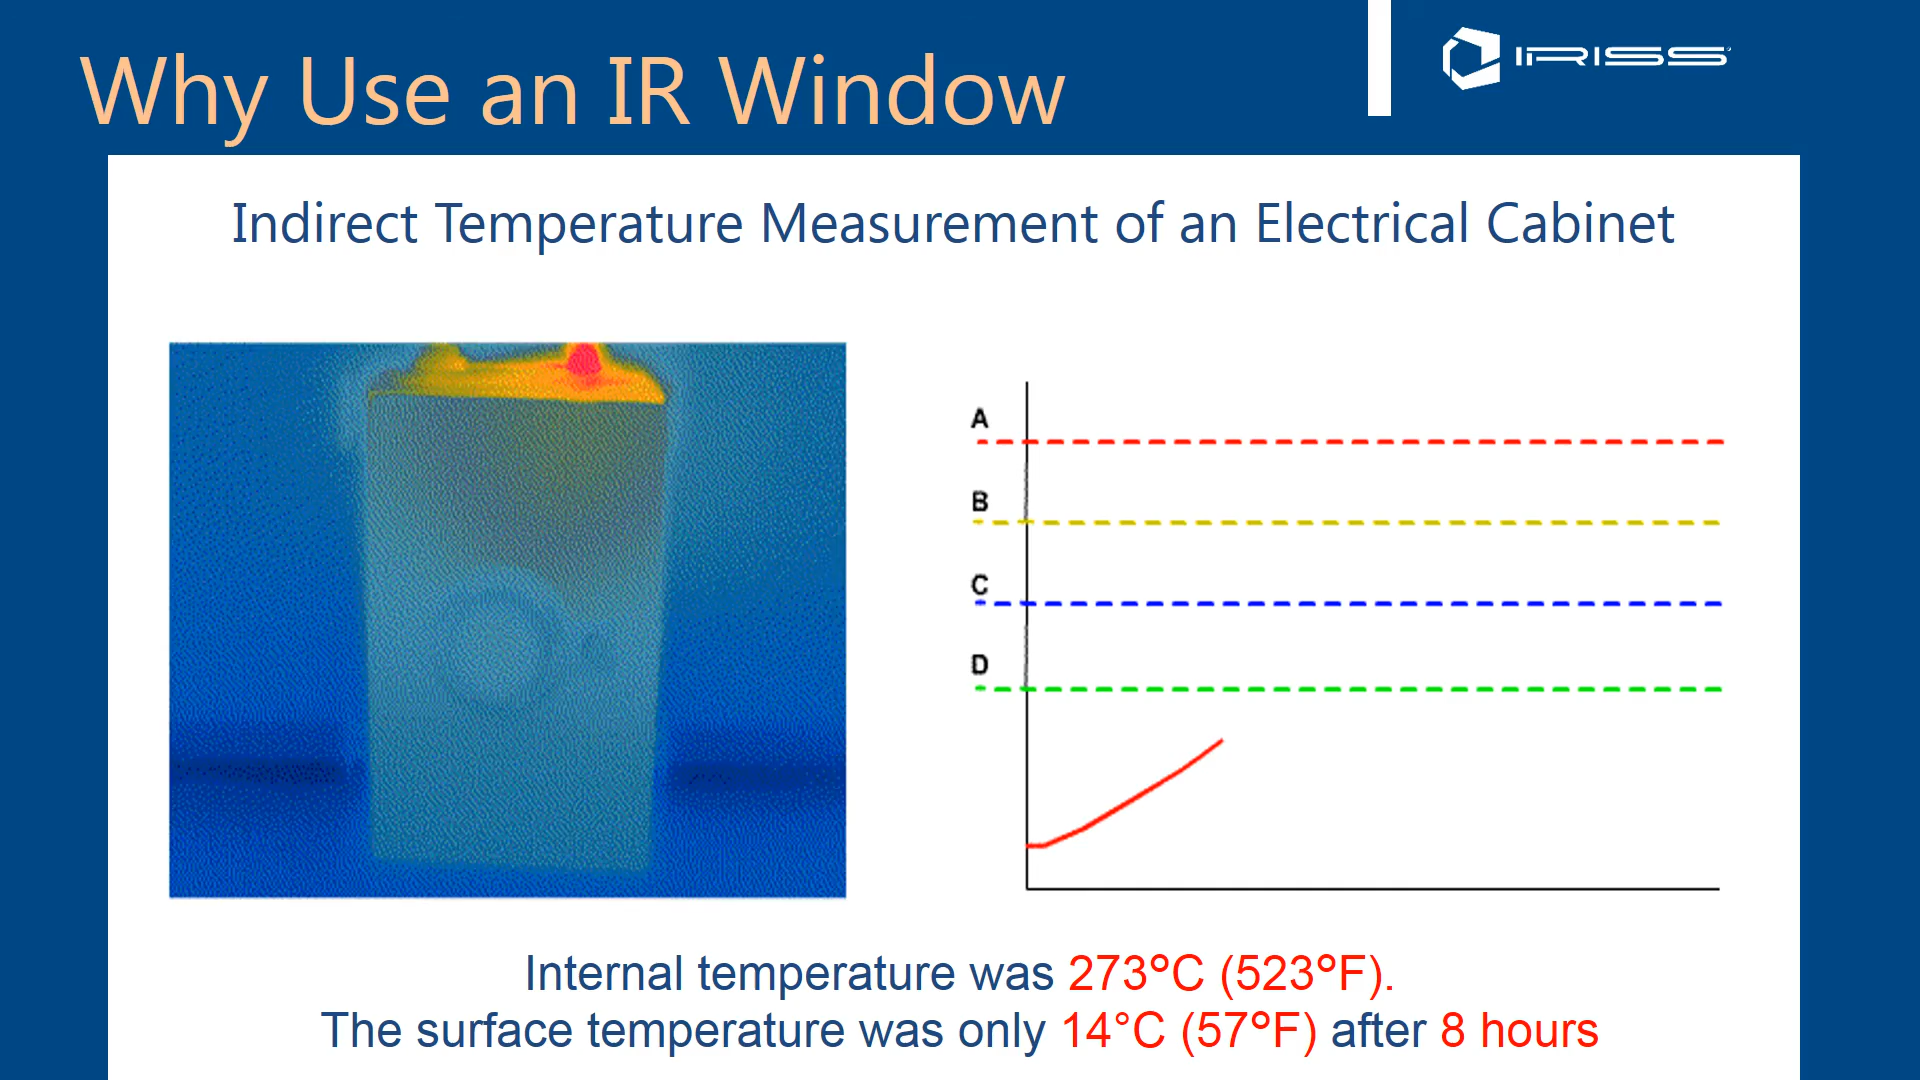 Why Use an IR Window
IRISS
Indirect Temperature Measurement of an Electrical Cabinet
A
B
C
D
Internal temperature was 273°C (523°F).
The surface temperature was only 14°C (57°F) after 8 hours